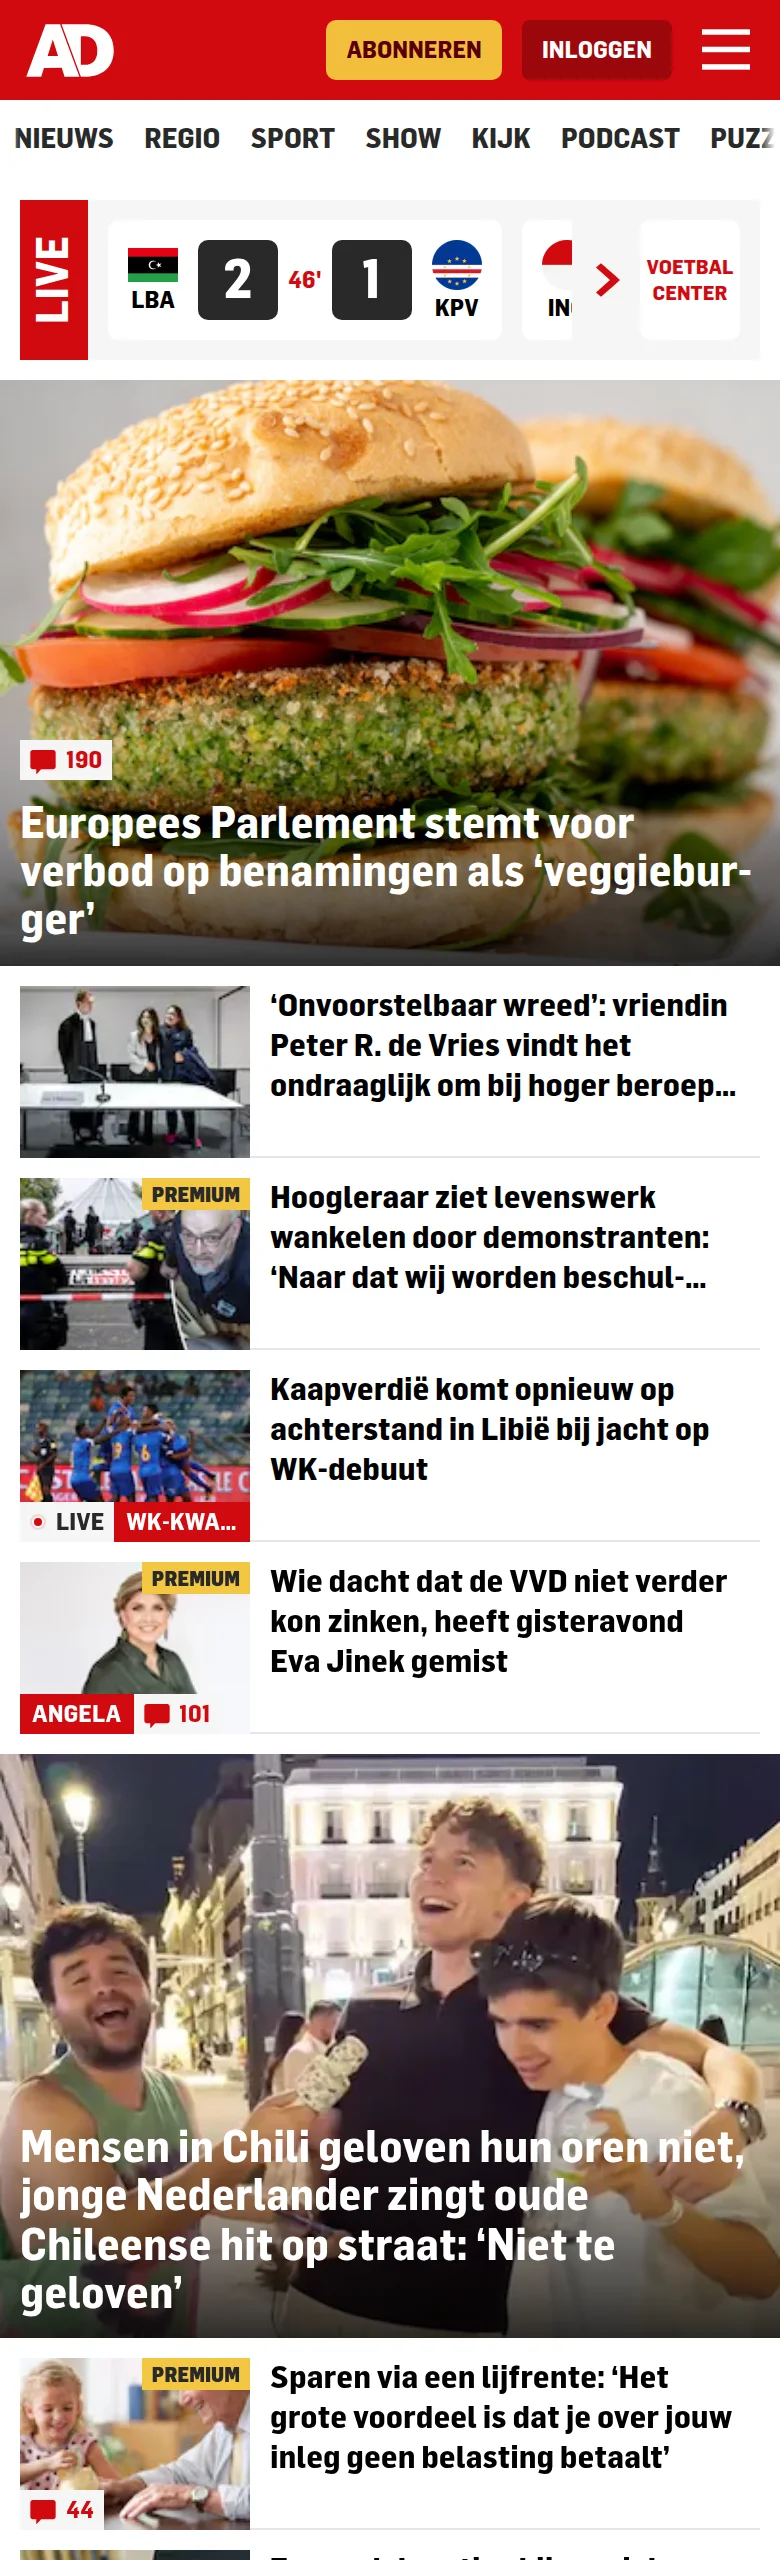 AD
ABONNEREN
INLOGGEN
NIEUWS REGIO SPORT SHOW KIJK PODCAST PUZZ
LIVE
LBA
2
46'
1
KPV
VOETBAL
CENTER
190
Europees Parlement stemt voor
verbod op benamingen als ‘veggiebur-
ger’
‘Onvoorstelbaar wreed’: vriendin
Peter R. de Vries vindt het
ondraaglijk om bij hoger beroep...
PREMIUM
Hoogleraar ziet levenswerk
wankelen door demonstranten:
‘Naar dat wij worden beschul-...
Kaapverdië komt opnieuw op
achterstand in Libië bij jacht op
WK-debuut
LIVE
WK-KWA...
PREMIUM
Wie dacht dat de VVD niet verder
kon zinken, heeft gisteravond
Eva Jinek gemist
ANGELA
101
Mensen in Chili geloven hun oren niet,
jonge Nederlander zingt oude
Chileense hit op straat: ‘Niet te
geloven’
PREMIUM
Sparen via een lijfrente: ‘Het
grote voordeel is dat je over jouw
inleg geen belasting betaalt’
44